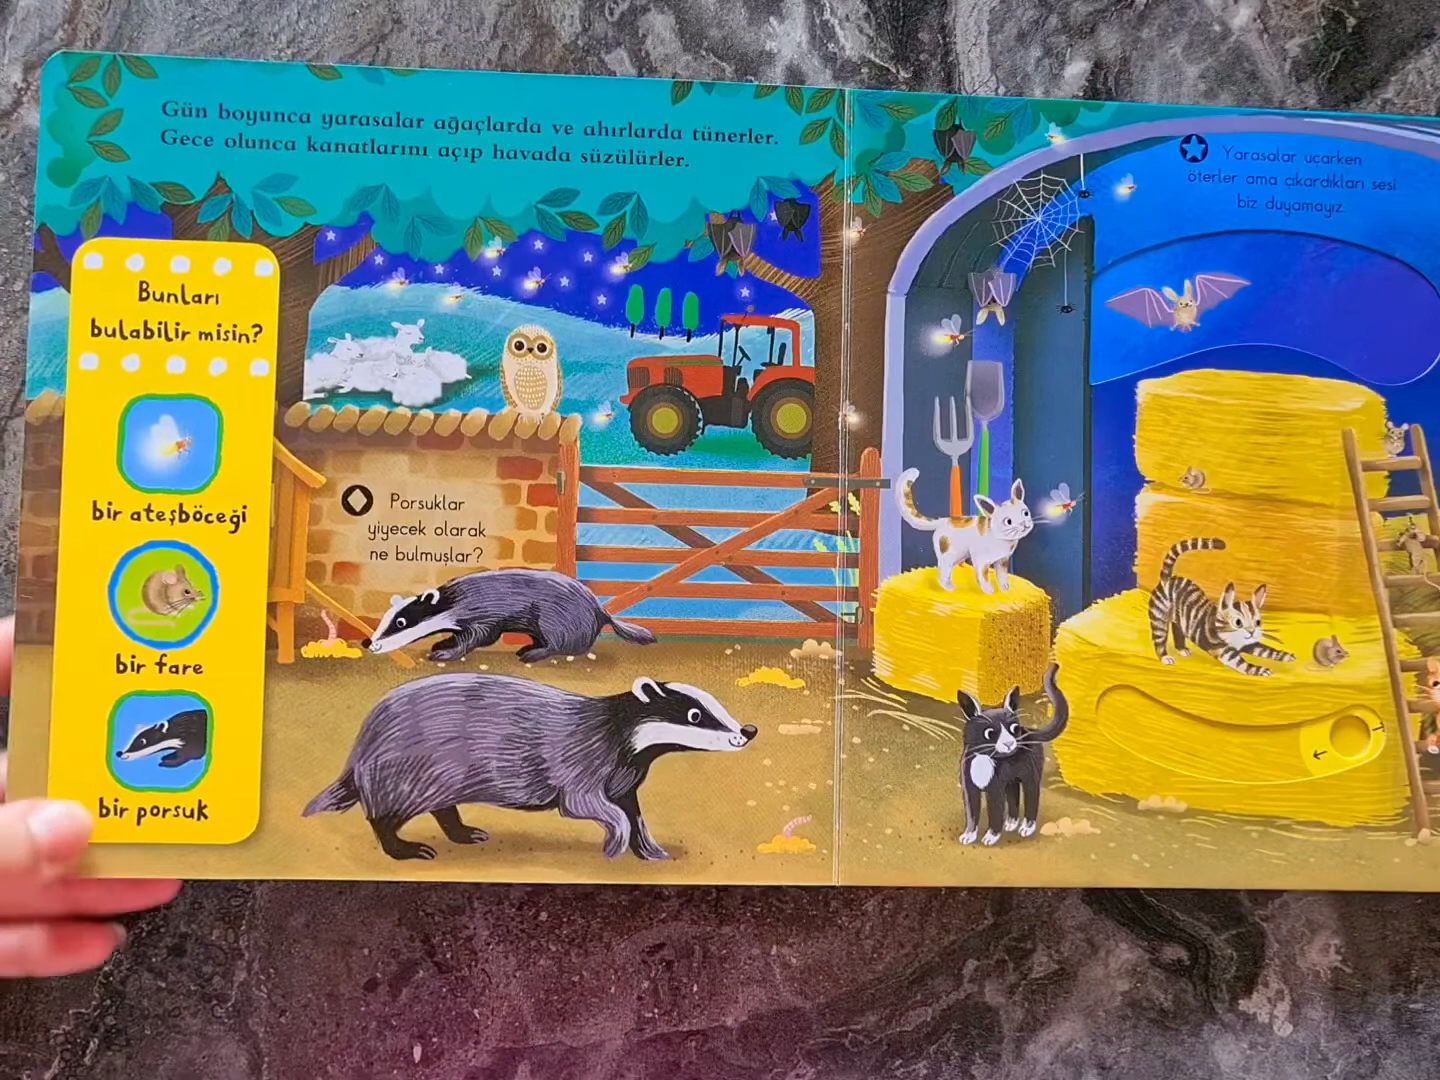 Gün boyunca yarasalar ağaçlarda ve ahırlarda tünerler.
Gece olunca kanatlarını açıp havada süzülürler.
Bunları
bulabilir misin?
bir ateşböceği
bir fare
bir porsuk
Porsuklar
yiyecek olarak
ne bulmuşlar?
Yarasalar uçarken
öterler ama çıkardıkları sesi
biz duyamayız.